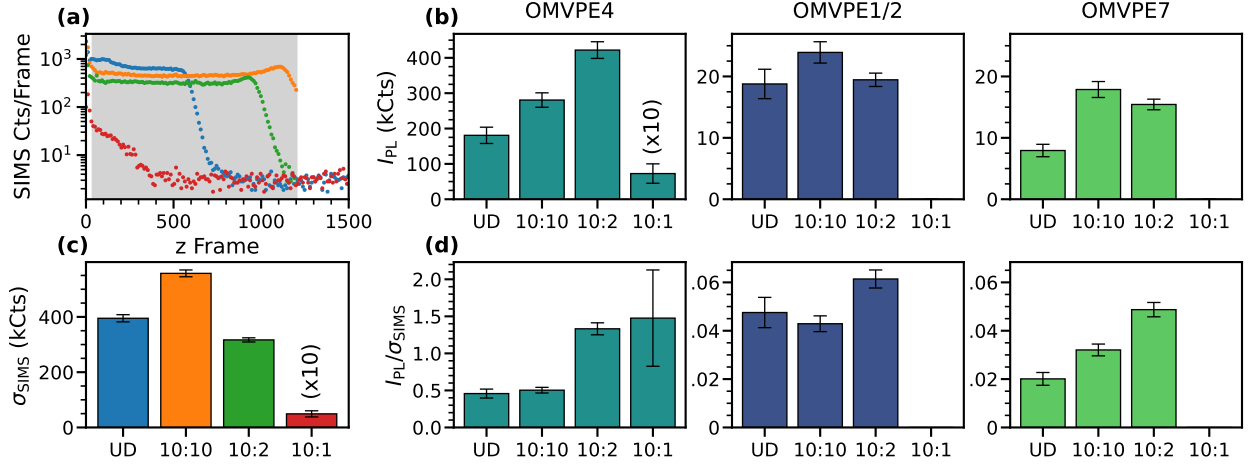 (a)
SIMS Cts/Frame
10³
10²
10¹
0
500
1000
1500
z Frame
(b)
OMVPE4
I_PL (kCts)
400
300
200
100
0
(x10)
UD 10:10 10:2 10:1
OMVPE1/2
20
10
0
UD 10:10 10:2 10:1
OMVPE7
20
10
0
UD 10:10 10:2 10:1
(c)
σ_SIMS (kCts)
400
200
0
(x10)
UD 10:10 10:2 10:1
(d)
I_PL/σ_SIMS
2.0
1.5
1.0
0.5
0.0
UD 10:10 10:2 10:1
.06
.04
.02
0
UD 10:10 10:2 10:1
.06
.04
.02
0
UD 10:10 10:2 10:1